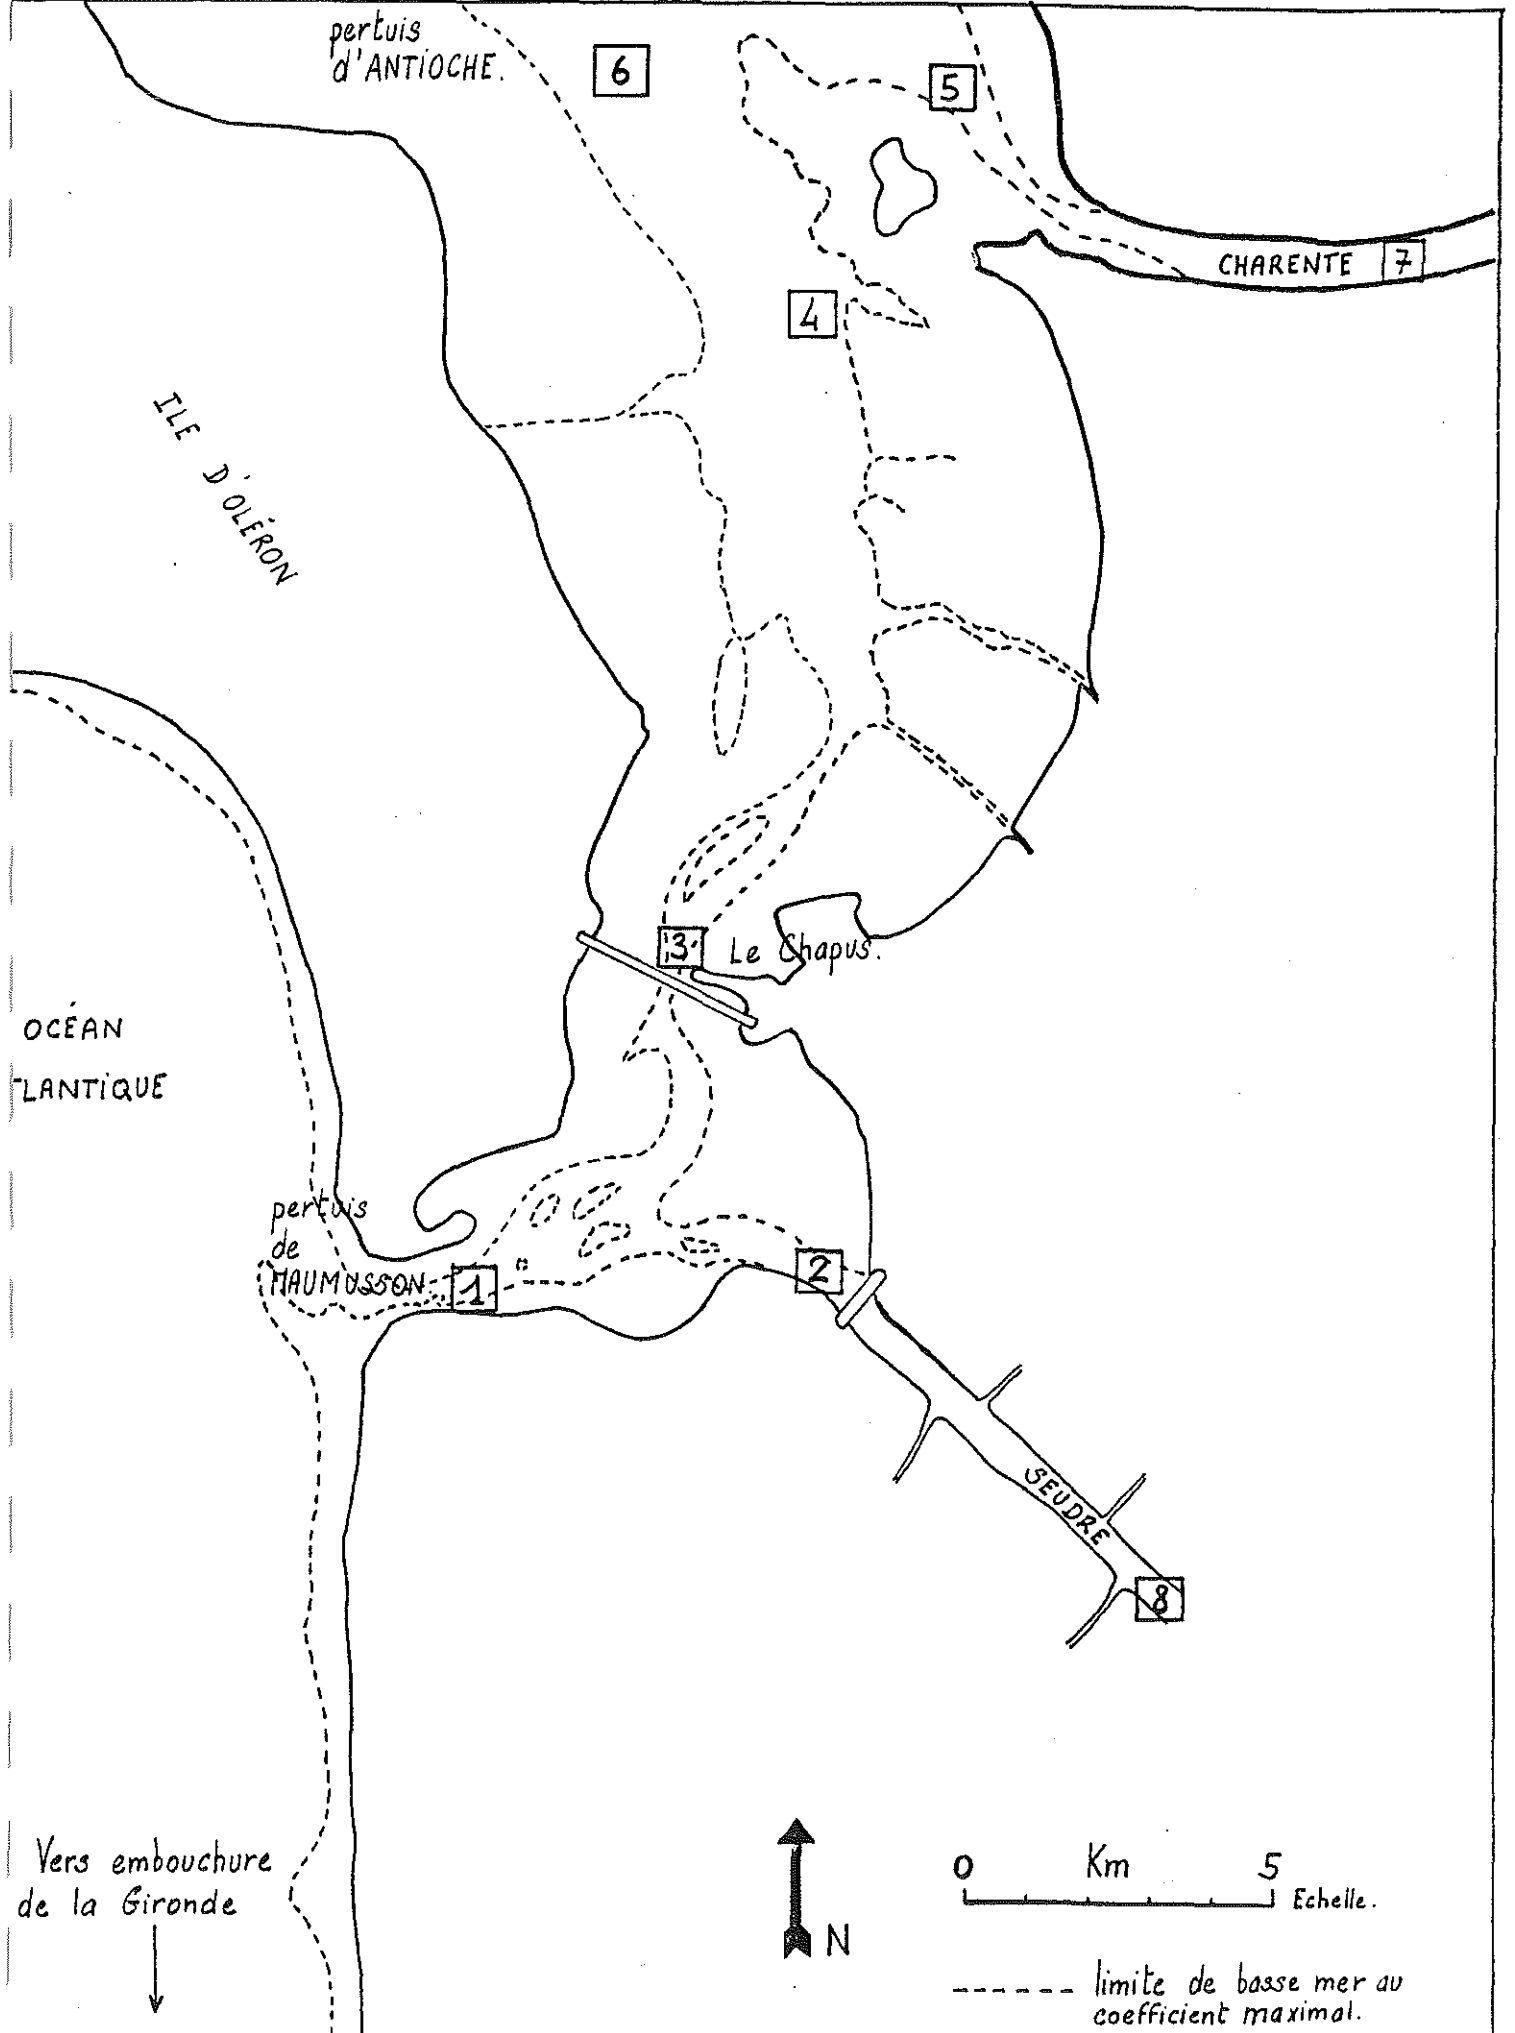 pertuis
d'ANTIOCHE.
6
5
CHARENTE 7
4
ILE D'OLÉRON
3
Le Chapus.
OCÉAN
TLANTIQUE
pertuis
de
MAUMUSSON
1
2
SEUDRE
8
Vers embouchure
de la Gironde
N
0 Km 5
Echelle.
limite de basse mer au
coefficient maximal.